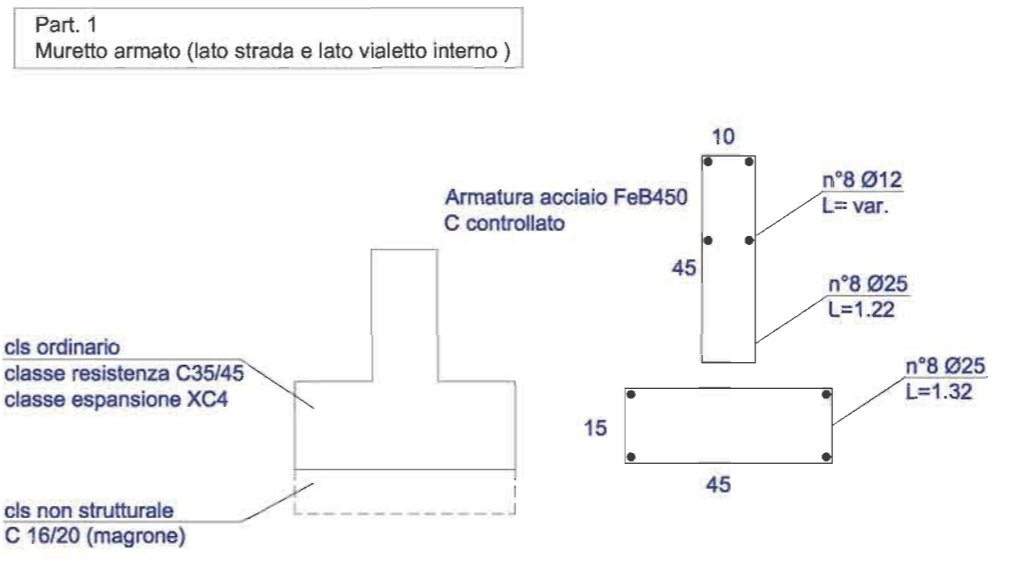 Part. 1
Muretto armato (lato strada e lato vialetto interno )
10
Armatura acciaio FeB450
C controllato
n°8 Ø12
L= var.
45
n°8 Ø25
L=1.22
cls ordinario
classe resistenza C35/45
classe espansione XC4
n°8 Ø25
L=1.32
15
45
cls non strutturale
C 16/20 (magrone)